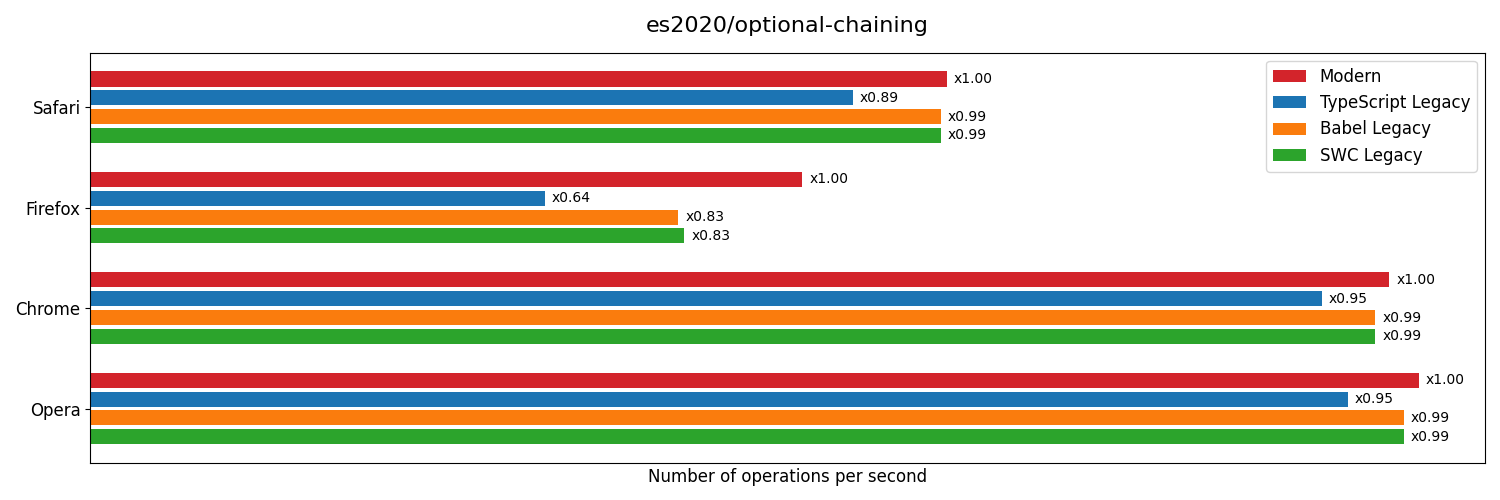 es2020/optional-chaining
Modern
TypeScript Legacy
Babel Legacy
SWC Legacy
Safari
x1.00
x0.89
x0.99
x0.99
Firefox
x1.00
x0.64
x0.83
x0.83
Chrome
x1.00
x0.95
x0.99
x0.99
Opera
x1.00
x0.95
x0.99
x0.99
Number of operations per second